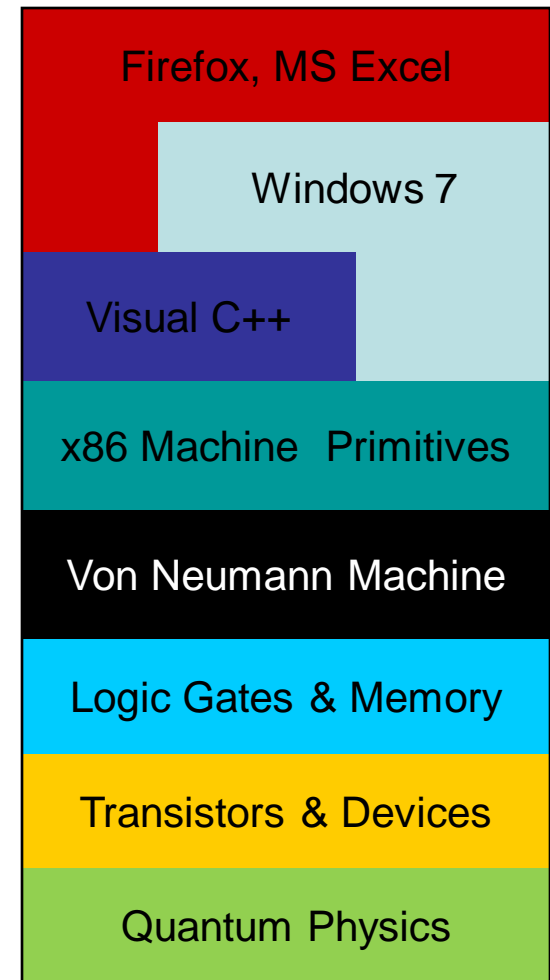 Firefox, MS Excel
Windows 7
Visual C++
x86 Machine  Primitives
Von Neumann Machine
Logic Gates & Memory
Transistors & Devices
Quantum Physics